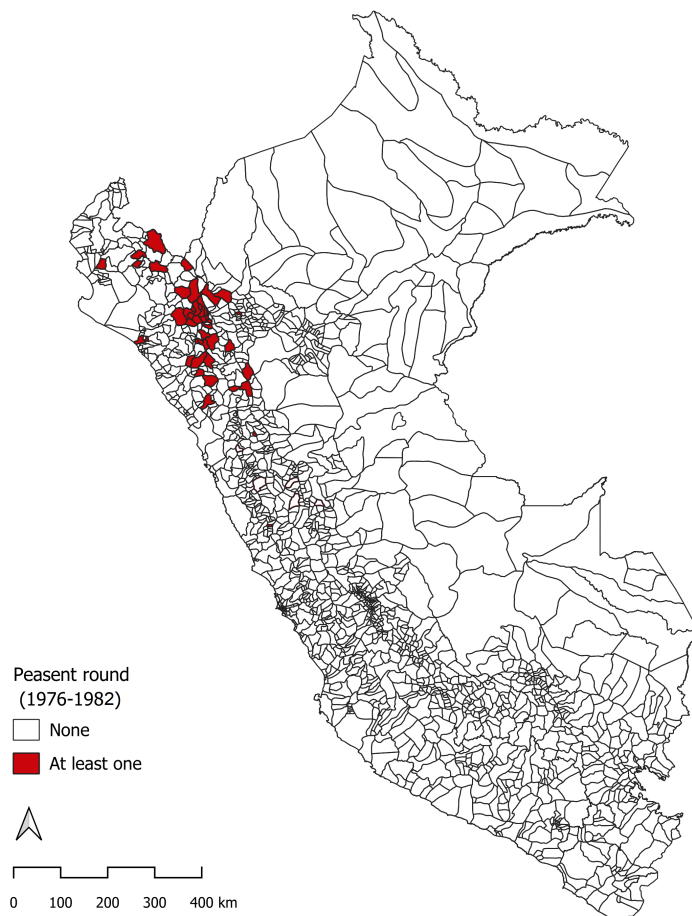 Peasent round
(1976-1982)
None
At least one
0 100 200 300 400 km